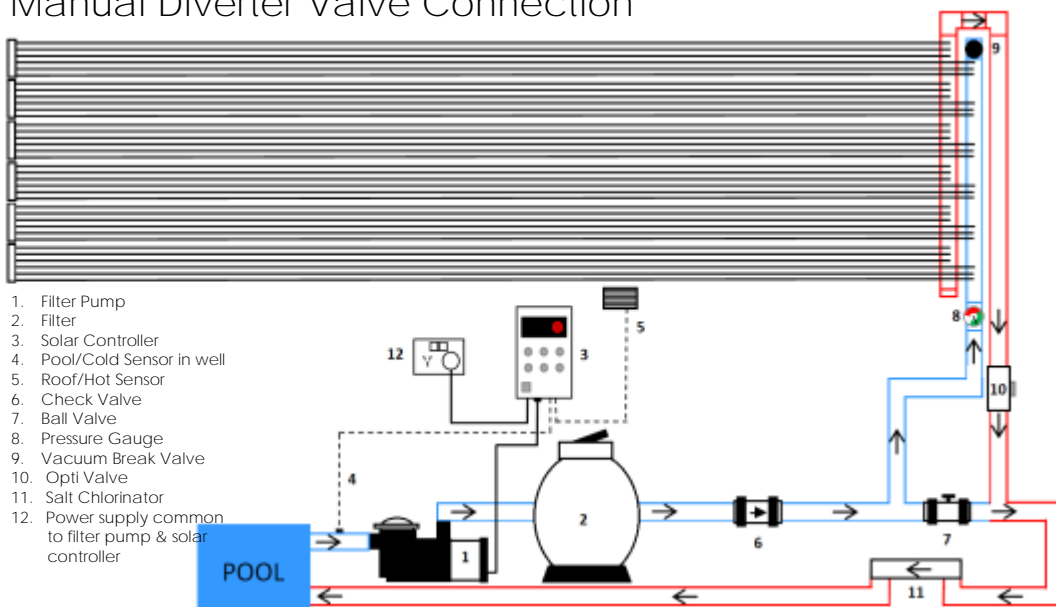 Manual Diverter Valve Connection
9
8
5
12
3
10
1. Filter Pump
2. Filter
3. Solar Controller
4. Pool/Cold Sensor in well
5. Roof/Hot Sensor
6. Check Valve
7. Ball Valve
8. Pressure Gauge
9. Vacuum Break Valve
10. Opti Valve
11. Salt Chlorinator
12. Power supply common
to filter pump & solar
controller
4
2
1
6
7
POOL
11